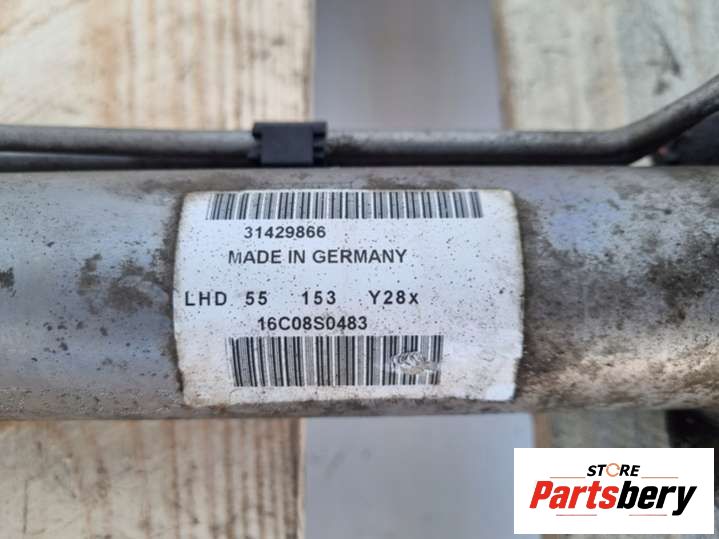 31429866
MADE IN GERMANY
LHD 55 153 Y28x
16C08S0483
STORE
Partsbery